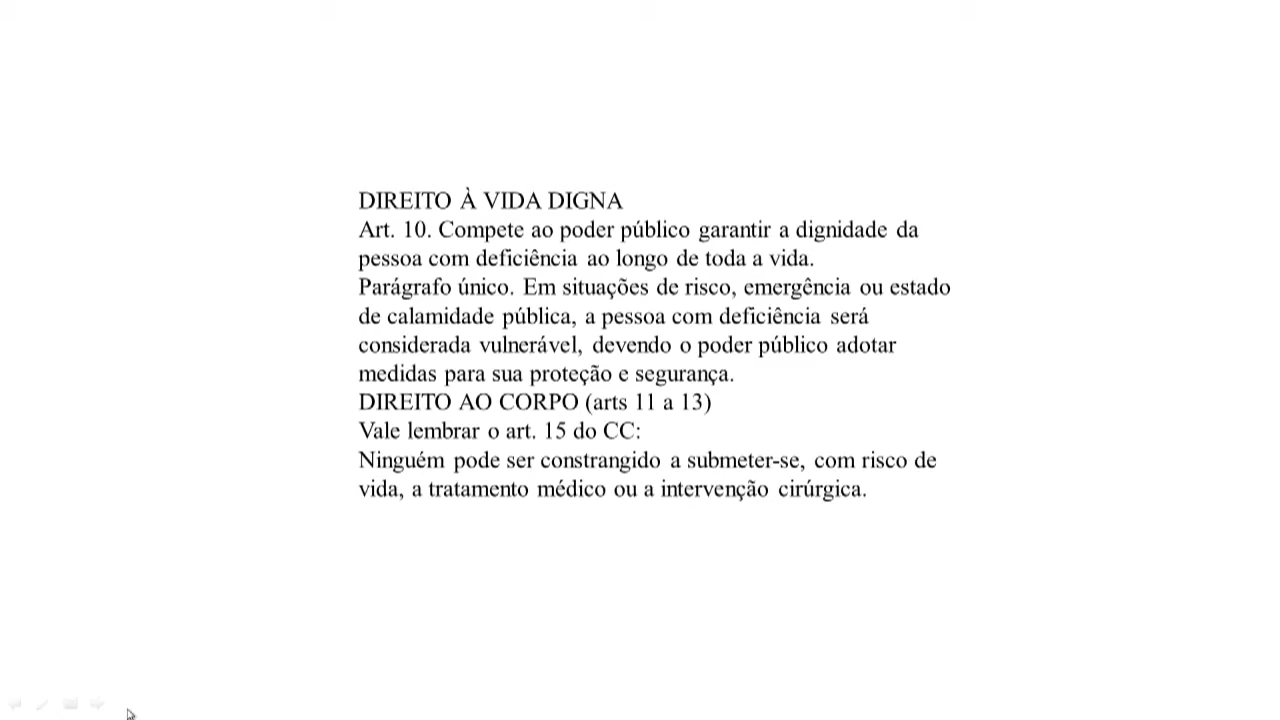 DIREITO À VIDA DIGNA
Art. 10. Compete ao poder público garantir a dignidade da
pessoa com deficiência ao longo de toda a vida.
Parágrafo único. Em situações de risco, emergência ou estado
de calamidade pública, a pessoa com deficiência será
considerada vulnerável, devendo o poder público adotar
medidas para sua proteção e segurança.
DIREITO AO CORPO (arts 11 a 13)
Vale lembrar o art. 15 do CC:
Ninguém pode ser constrangido a submeter-se, com risco de
vida, a tratamento médico ou a intervenção cirúrgica.